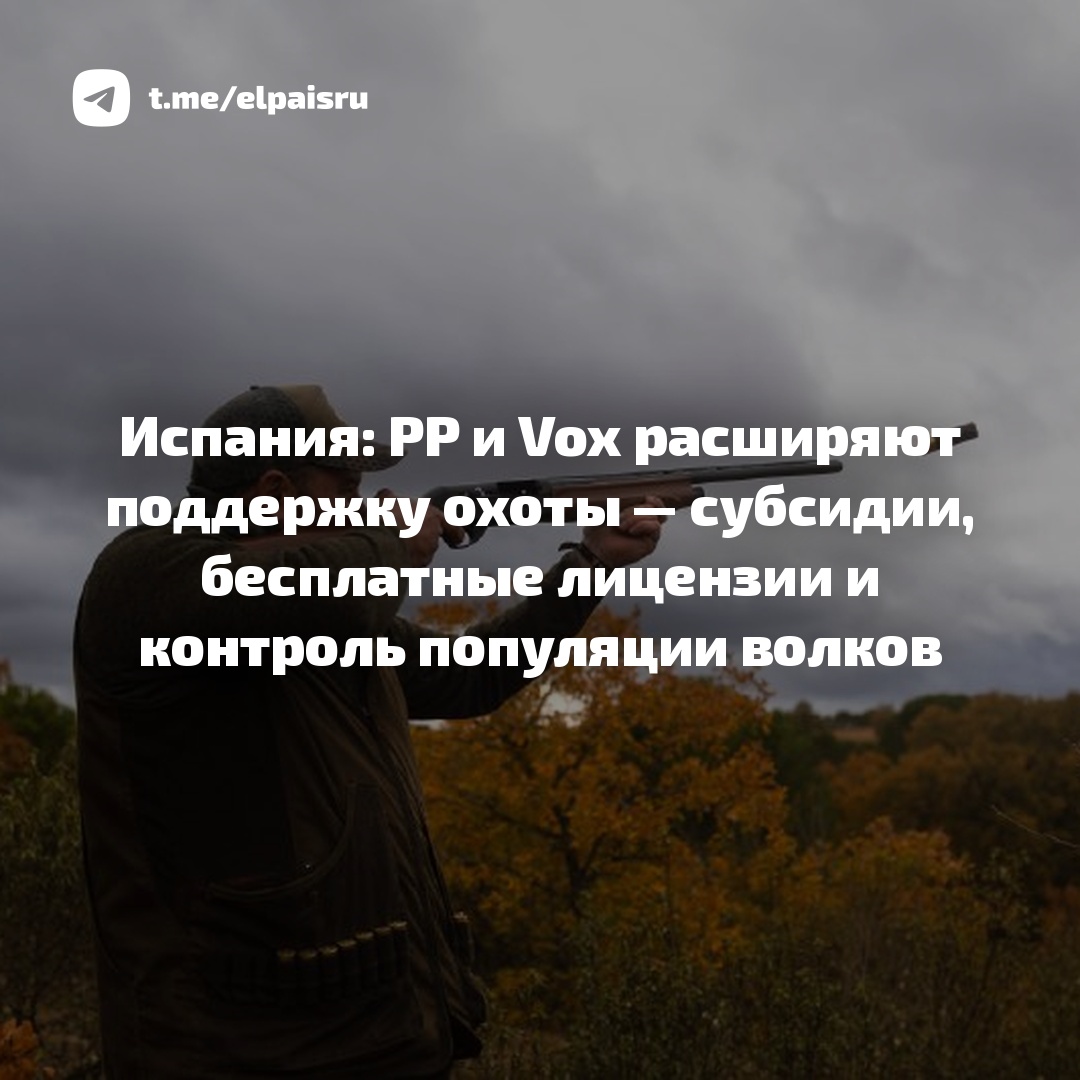 t.me/elpaisru
Испания: PP и Vox расширяют
поддержку охоты — субсидии,
бесплатные лицензии и
контроль популяции волков